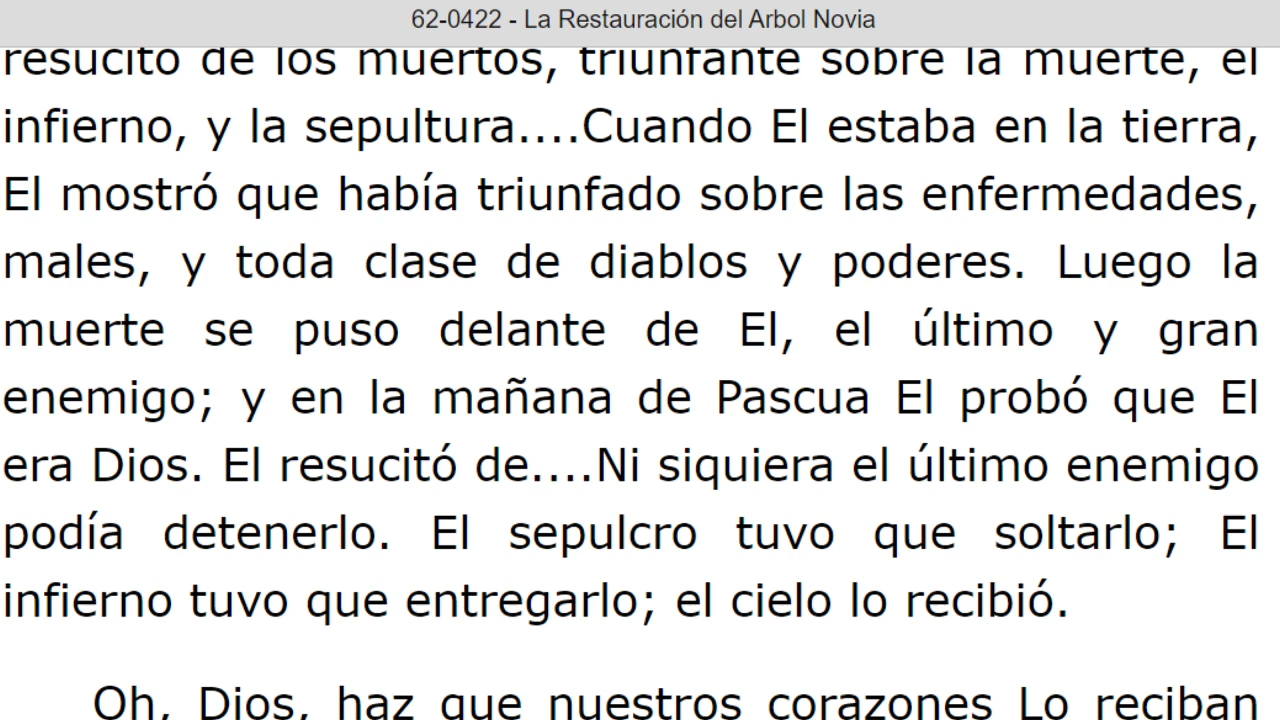 62-0422 - La Restauración del Arbol Novia
resucitó de los muertos, triunfante sobre la muerte, el
infierno, y la sepultura....Cuando El estaba en la tierra,
El mostró que había triunfado sobre las enfermedades,
males, y toda clase de diablos y poderes. Luego la
muerte se puso delante de El, el último y gran
enemigo; y en la mañana de Pascua El probó que El
era Dios. El resucitó de....Ni siquiera el último enemigo
podía detenerlo. El sepulcro tuvo que soltarlo; El
infierno tuvo que entregarlo; el cielo lo recibió.
Oh, Dios, haz que nuestros corazones Lo reciban